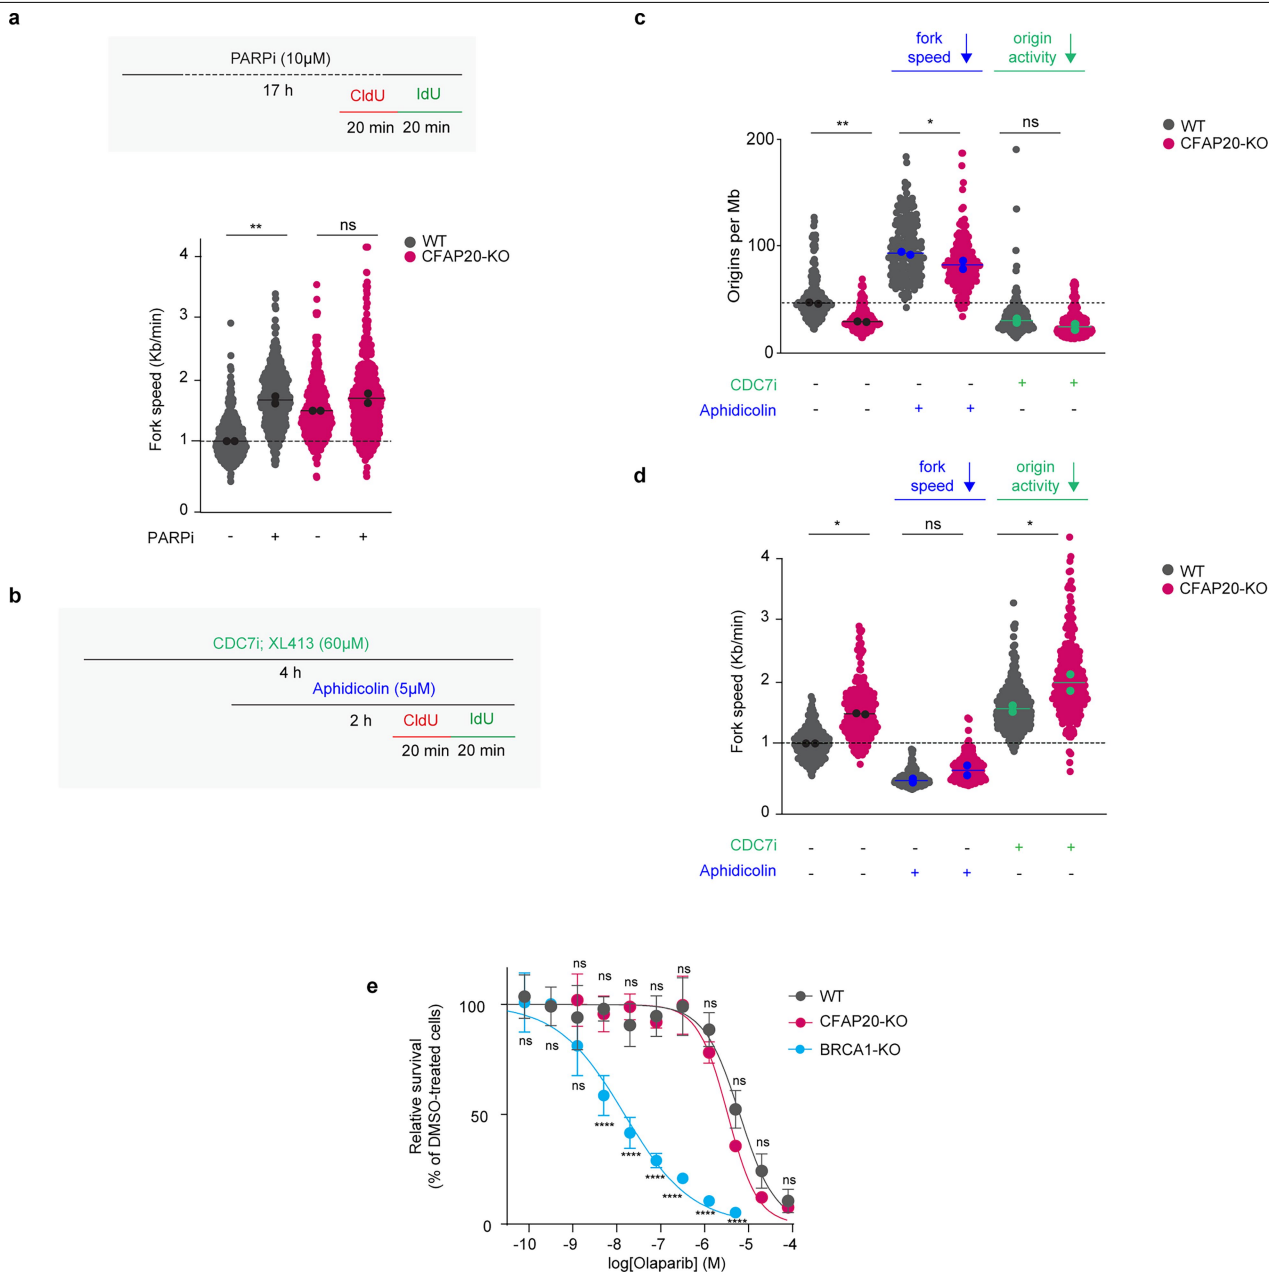 a
PARPi (10µM)
17 h
CldU IdU
20 min 20 min
** ns
WT
CFAP20-KO
Fork speed (Kb/min)
4
3
2
1
0
PARPi - + - +
b
CDC7i; XL413 (60µM)
4 h
Aphidicolin (5µM)
2 h
CldU IdU
20 min 20 min
c
fork speed
origin activity
** * ns
WT
CFAP20-KO
Origins per Mb
200
100
0
CDC7i - - - - + +
Aphidicolin - - + + - -
d
fork speed
origin activity
* ns *
WT
CFAP20-KO
Fork speed (Kb/min)
4
3
2
1
0
CDC7i - - - - + +
Aphidicolin - - + + - -
e
ns ns ns ns ns ns ns ns ns
ns ns ns **** **** **** **** **** ****
WT
CFAP20-KO
BRCA1-KO
Relative survival
(% of DMSO-treated cells)
100
50
0
-10 -9 -8 -7 -6 -5 -4
log[Olaparib] (M)